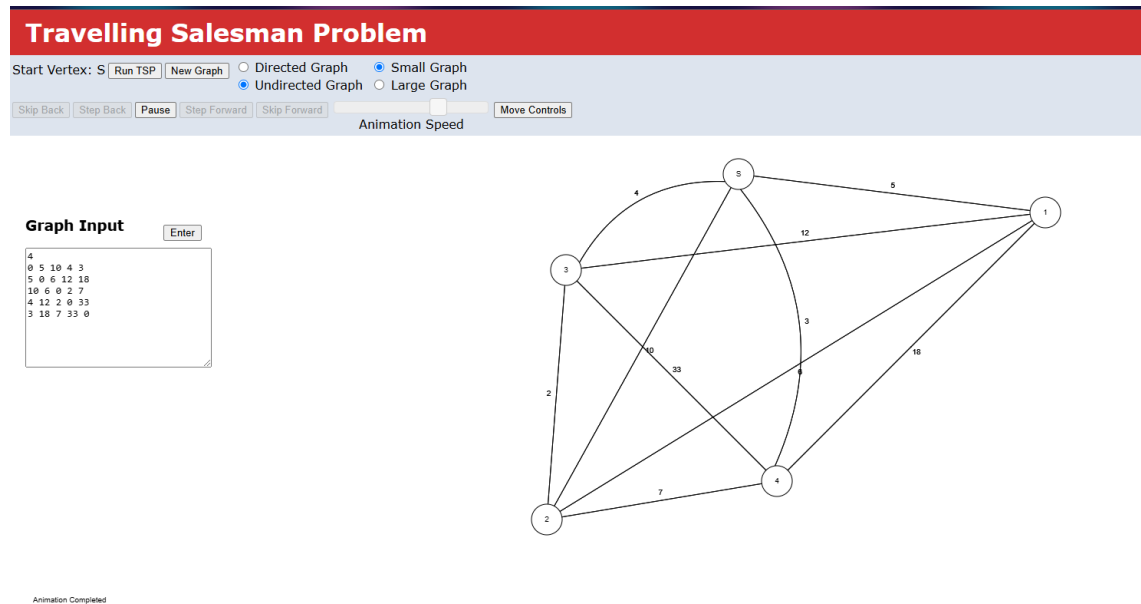 Travelling Salesman Problem
Start Vertex: S Run TSP New Graph Directed Graph Small Graph
Undirected Graph Large Graph
Skip Back Step Back Pause Step Forward Skip Forward Move Controls
Animation Speed
S
4
5
1
Graph Input Enter
12
3
4
0 5 10 4 3
5 0 6 12 18
10 6 0 2 7
4 12 2 0 33
3 18 7 33 0
3
10
18
33
6
2
4
7
2
Animation Completed